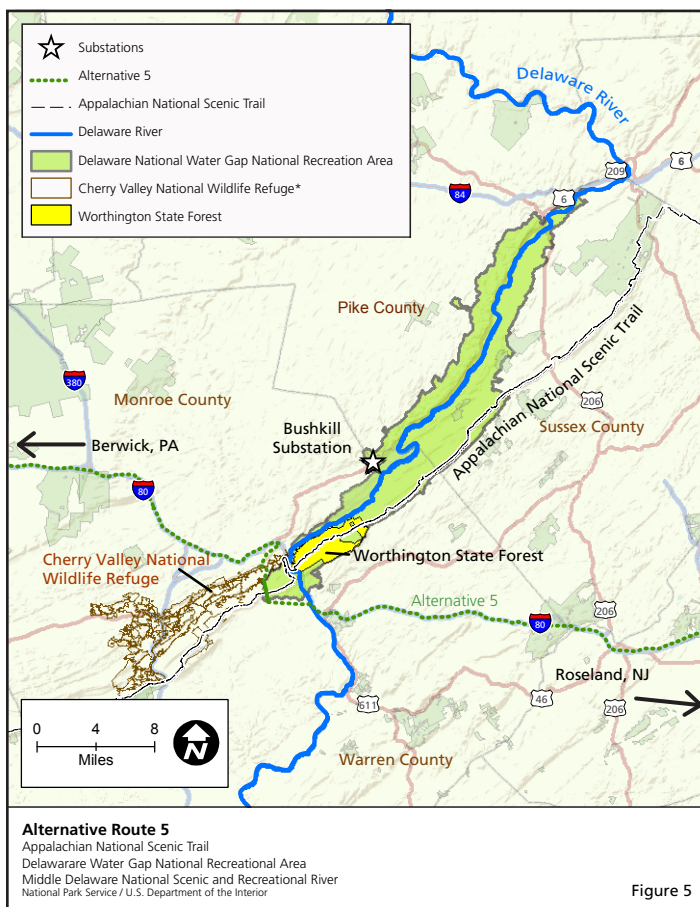 Substations
Alternative 5
Appalachian National Scenic Trail
Delaware River
Delaware National Water Gap National Recreation Area
Cherry Valley National Wildlife Refuge*
Worthington State Forest
Delaware River
6
209
84
6
Pike County
380
Monroe County
Appalachian National Scenic Trail
206
Bushkill
Substation
Sussex County
Berwick, PA
80
Cherry Valley National
Wildlife Refuge
Worthington State Forest
Alternative 5
206
80
Roseland, NJ
611
46
206
0 4 8
Miles
N
Warren County
Alternative Route 5
Appalachian National Scenic Trail
Delawarare Water Gap National Recreational Area
Middle Delaware National Scenic and Recreational River
National Park Service / U.S. Department of the Interior
Figure 5